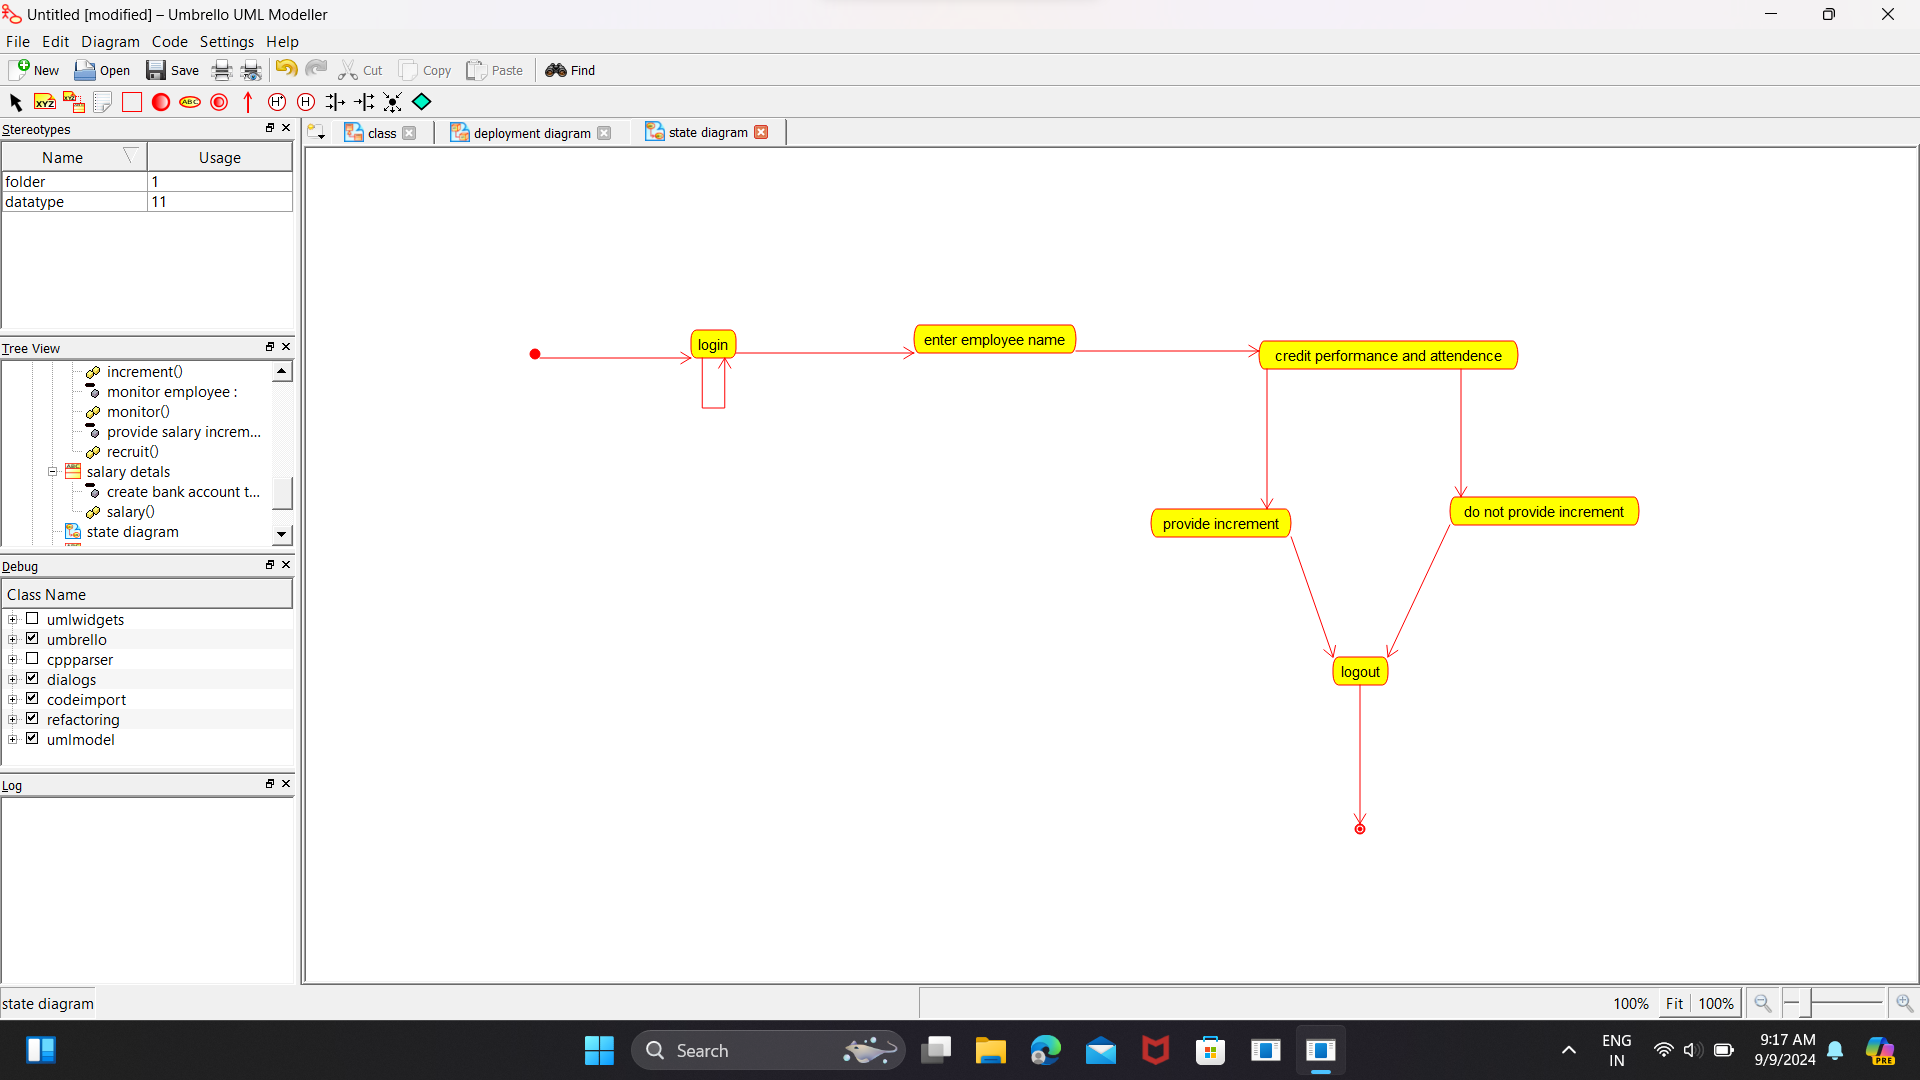 Untitled [modified] – Umbrello UML Modeller
File Edit Diagram Code Settings Help
New Open Save Cut Copy Paste Find
XYZ XYZ ABC H* H
Stereotypes
class deployment diagram state diagram
Name Usage
folder 1
datatype 11
Tree View
increment()
monitor employee :
monitor()
provide salary increm...
recruit()
salary detals
create bank account t...
salary()
state diagram
Debug
Class Name
umlwidgets
umbrello
cppparser
dialogs
codeimport
refactoring
umlmodel
Log
login
enter employee name
credit performance and attendence
provide increment
do not provide increment
logout
state diagram
100% Fit 100%
Search
ENG
IN
9:17 AM
9/9/2024
PRE